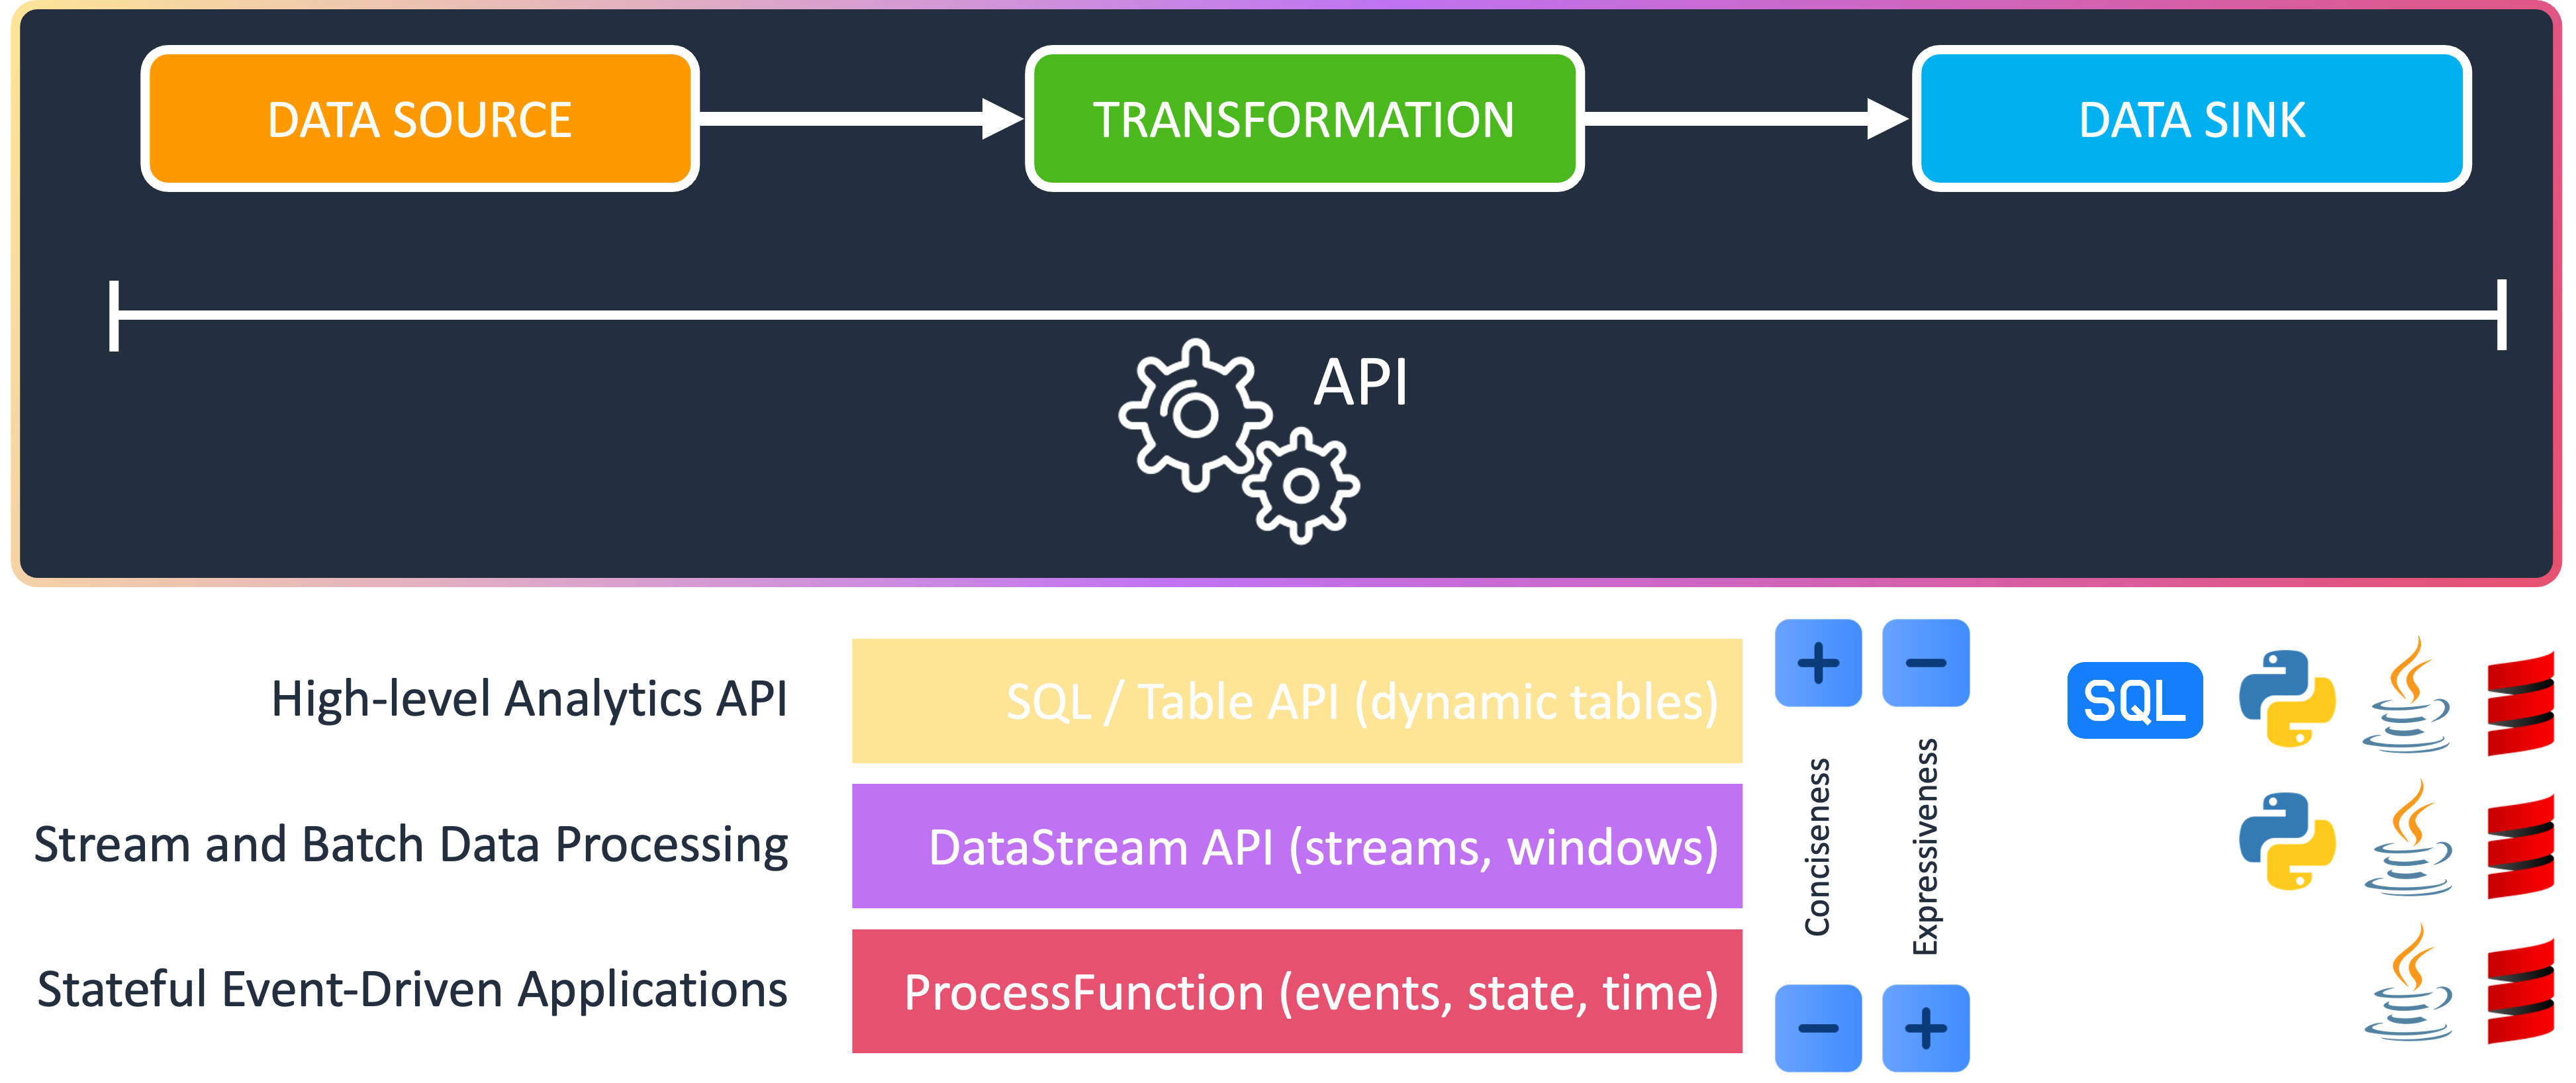 DATA SOURCE
TRANSFORMATION
DATA SINK
API
High-level Analytics API
SQL / Table API (dynamic tables)
SQL
Stream and Batch Data Processing
DataStream API (streams, windows)
Stateful Event-Driven Applications
ProcessFunction (events, state, time)
+
−
Conciseness
Expressiveness
−
+